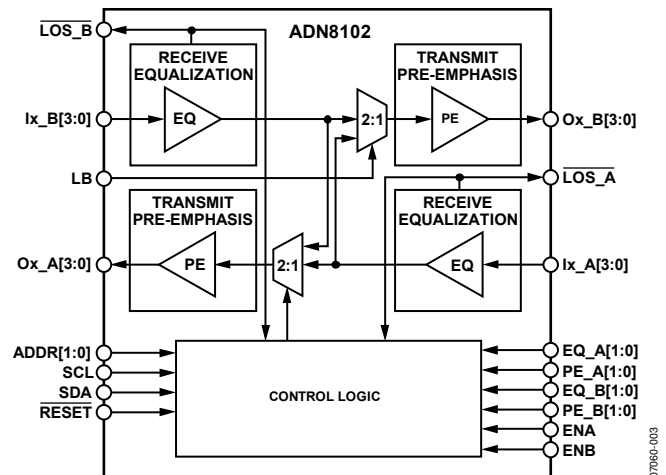 LOS_B
ADN8102
RECEIVE
EQUALIZATION
TRANSMIT
PRE-EMPHASIS
Ix_B[3:0]
EQ
2:1
PE
Ox_B[3:0]
LB
LOS_A
TRANSMIT
PRE-EMPHASIS
RECEIVE
EQUALIZATION
Ox_A[3:0]
PE
2:1
EQ
Ix_A[3:0]
ADDR[1:0]
SCL
SDA
RESET
CONTROL LOGIC
EQ_A[1:0]
PE_A[1:0]
EQ_B[1:0]
PE_B[1:0]
ENA
ENB
07060-003